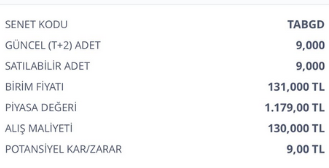 SENET KODU TABGD
GÜNCEL (T+2) ADET 9,000
SATILABİLİR ADET 9,000
BİRİM FİYATI 131,000 TL
PİYASA DEĞERİ 1.179,00 TL
ALIŞ MALİYETİ 130,000 TL
POTANSİYEL KAR/ZARAR 9,00 TL